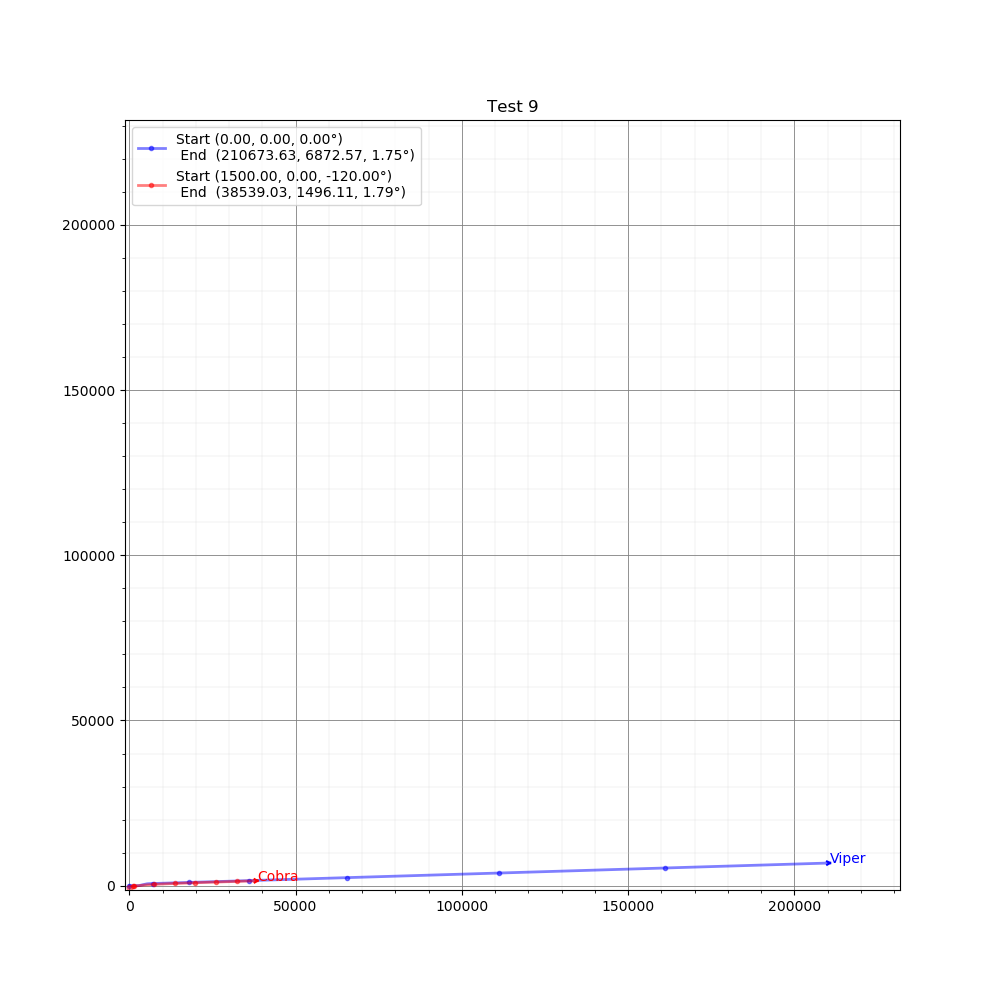 Test 9
Start (0.00, 0.00, 0.00°)
End  (210673.63, 6872.57, 1.75°)
Start (1500.00, 0.00, -120.00°)
End  (38539.03, 1496.11, 1.79°)
200000
150000
100000
50000
0
Viper
Cobra
0
50000
100000
150000
200000